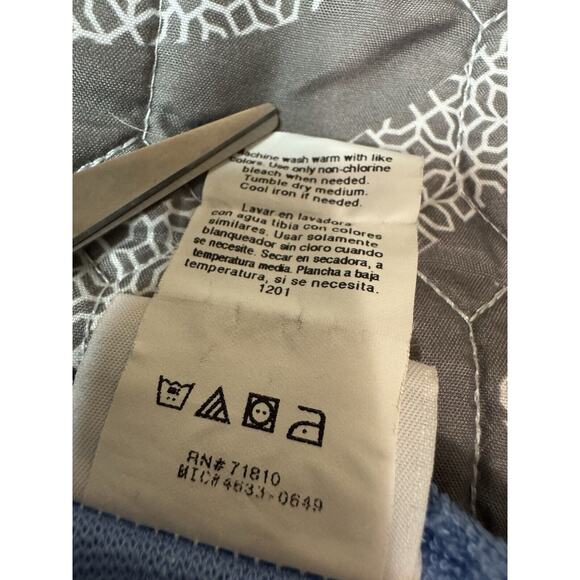 achine wash warm with like
colors. Use only non-chlorine
bleach when needed.
Tumble dry medium.
Cool iron if needed.
Lavar en lavadora
con agua tibia con colores
similares. Usar solamente
blanqueador sin cloro cuando
se necesite. Secar en secadora, a
temperatura media. Plancha a baja
temperatura, si se necesita.
1201
RN# 71810
MIC#4633-0649